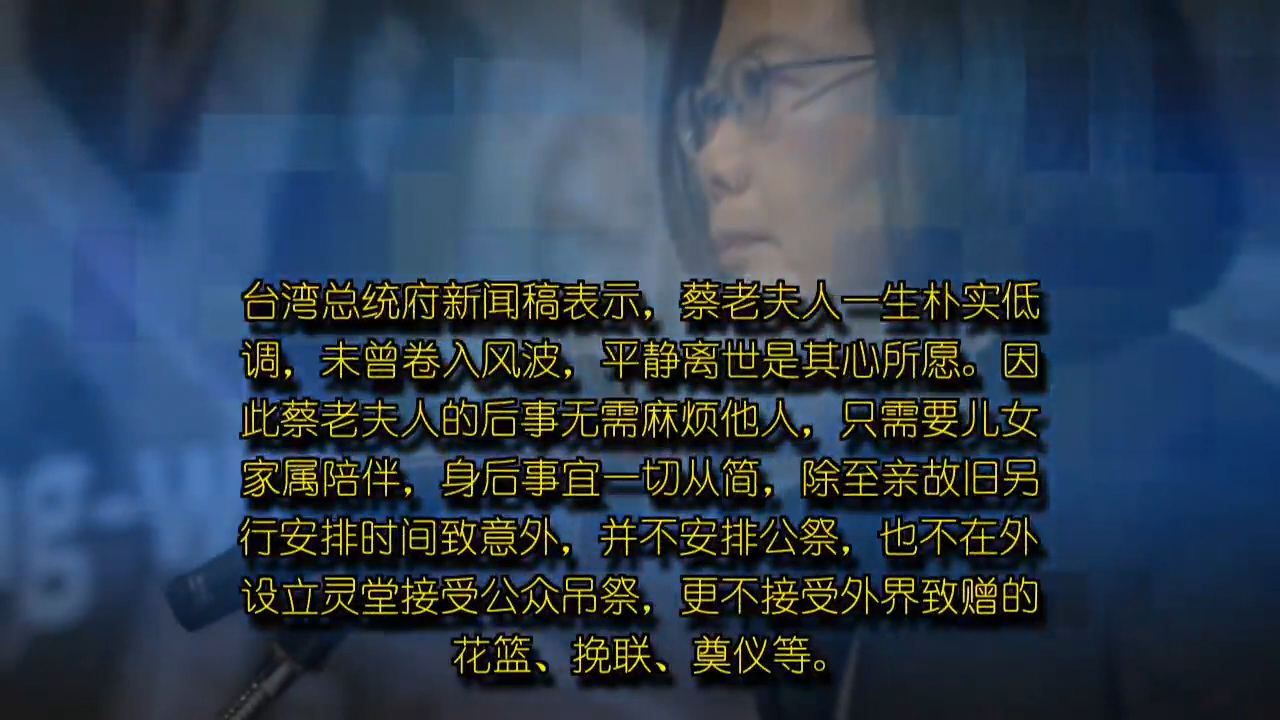 台湾总统府新闻稿表示，蔡老夫人一生朴实低
调，未曾卷入风波，平静离世是其心所愿。因
此蔡老夫人的后事无需麻烦他人，只需要儿女
家属陪伴，身后事宜一切从简，除至亲故旧另
行安排时间致意外，并不安排公祭，也不在外
设立灵堂接受公众吊祭，更不接受外界致赠的
花篮、挽联、奠仪等。